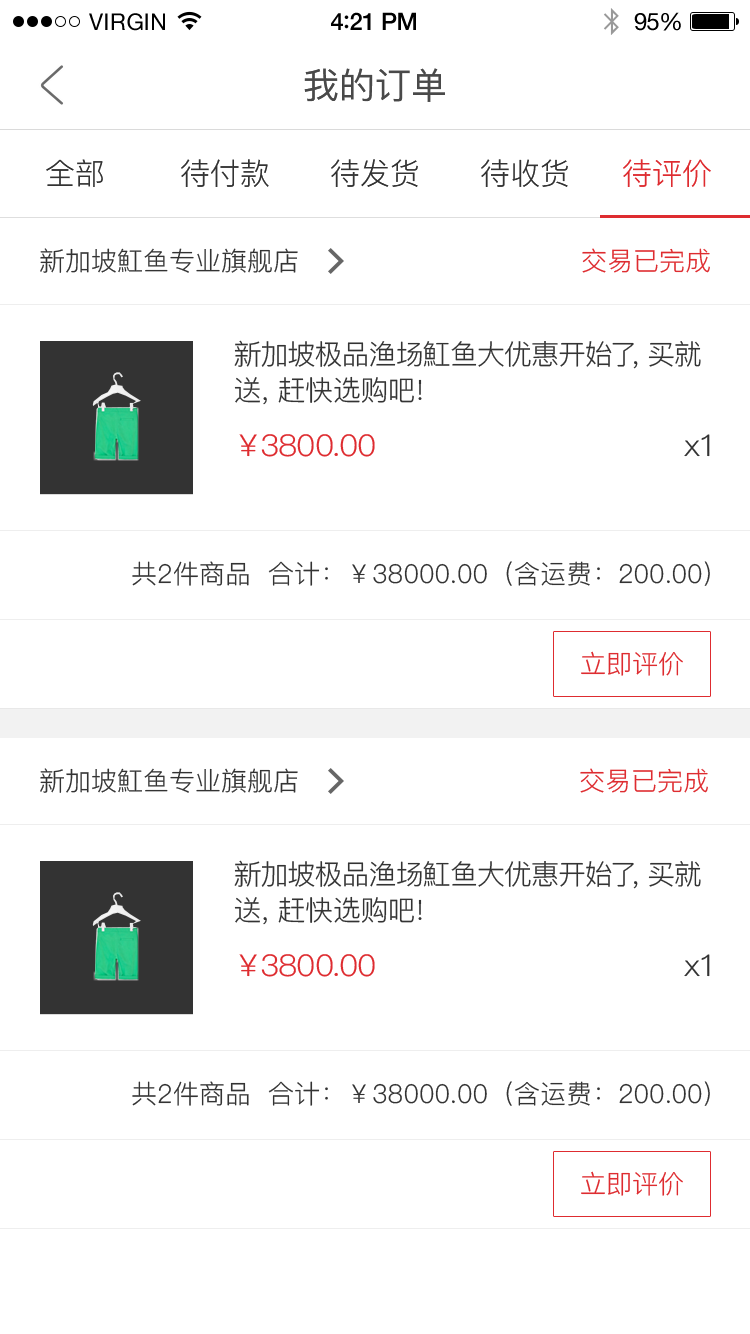 VIRGIN 4:21 PM 95%
我的订单
全部 待付款 待发货 待收货 待评价
新加坡魟鱼专业旗舰店 交易已完成
新加坡极品渔场魟鱼大优惠开始了, 买就
送, 赶快选购吧!
￥3800.00 x1
共2件商品 合计：￥38000.00（含运费：200.00）
立即评价
新加坡魟鱼专业旗舰店 交易已完成
新加坡极品渔场魟鱼大优惠开始了, 买就
送, 赶快选购吧!
￥3800.00 x1
共2件商品 合计：￥38000.00（含运费：200.00）
立即评价